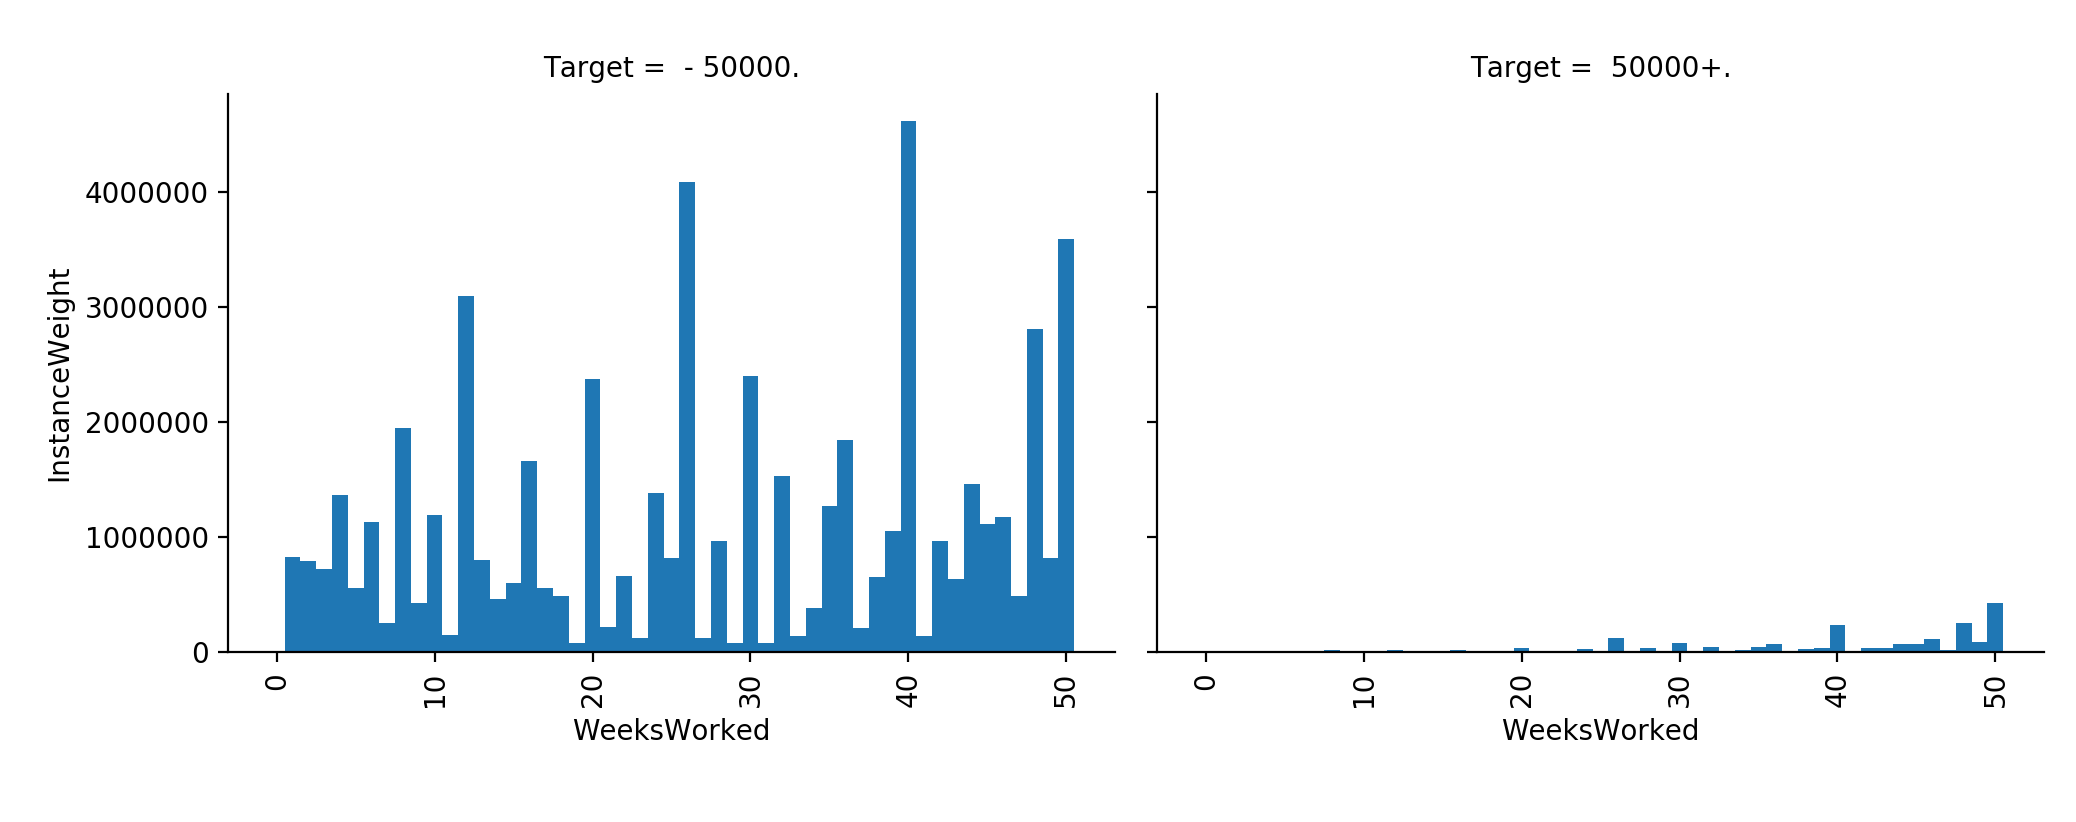 Target =  - 50000.
Target =  50000+.
InstanceWeight
4000000
3000000
2000000
1000000
0
0 10 20 30 40 50
WeeksWorked
0 10 20 30 40 50
WeeksWorked